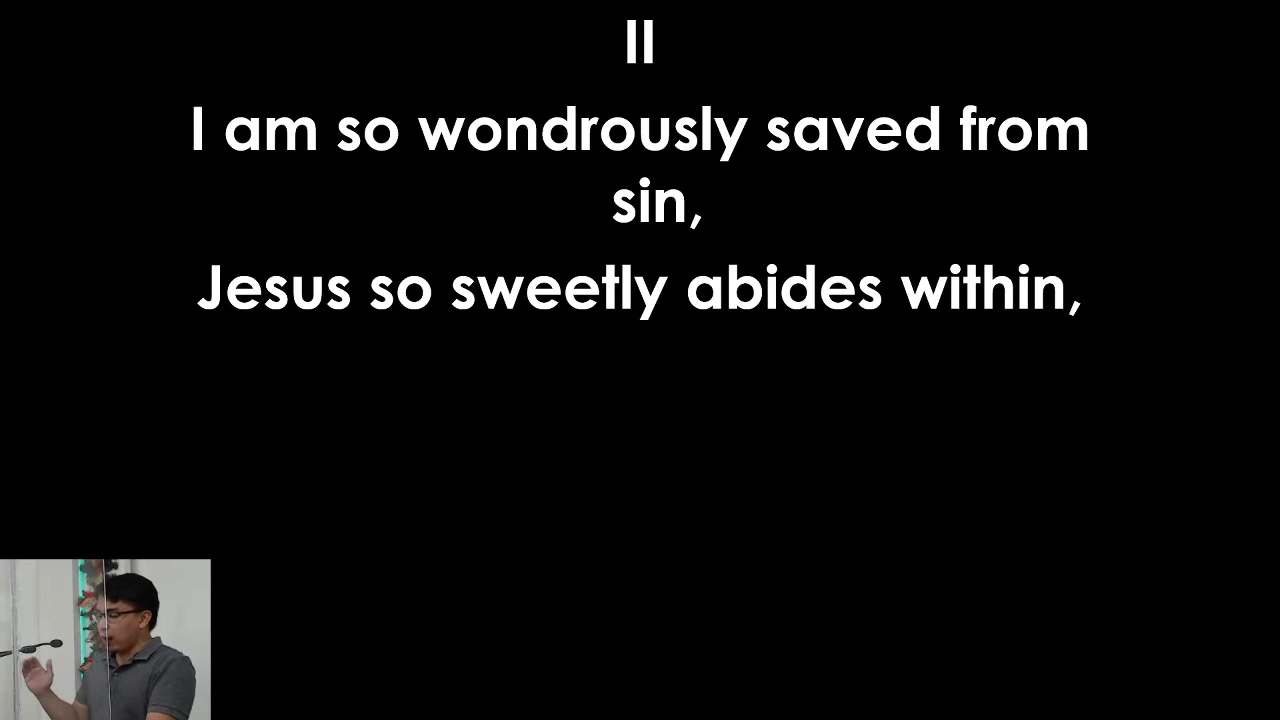 II
I am so wondrously saved from
sin,
Jesus so sweetly abides within,